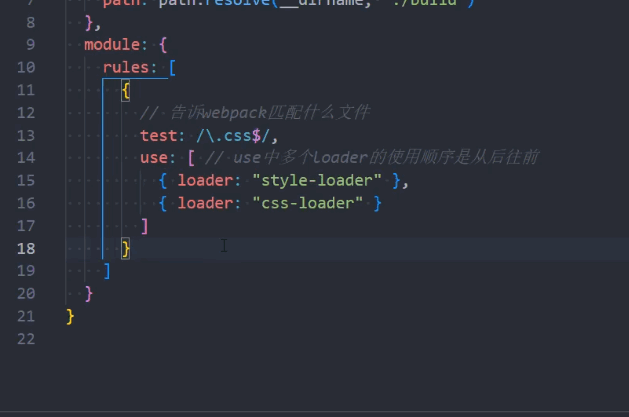 7 path: path.resolve(__dirname, "./build")
8 },
9 module: {
10 rules: [
11 {
12 // 告诉webpack匹配什么文件
13 test: /\.css$/,
14 use: [ // use中多个loader的使用顺序是从后往前
15 { loader: "style-loader" },
16 { loader: "css-loader" }
17 ]
18 }
19 ]
20 }
21 }
22